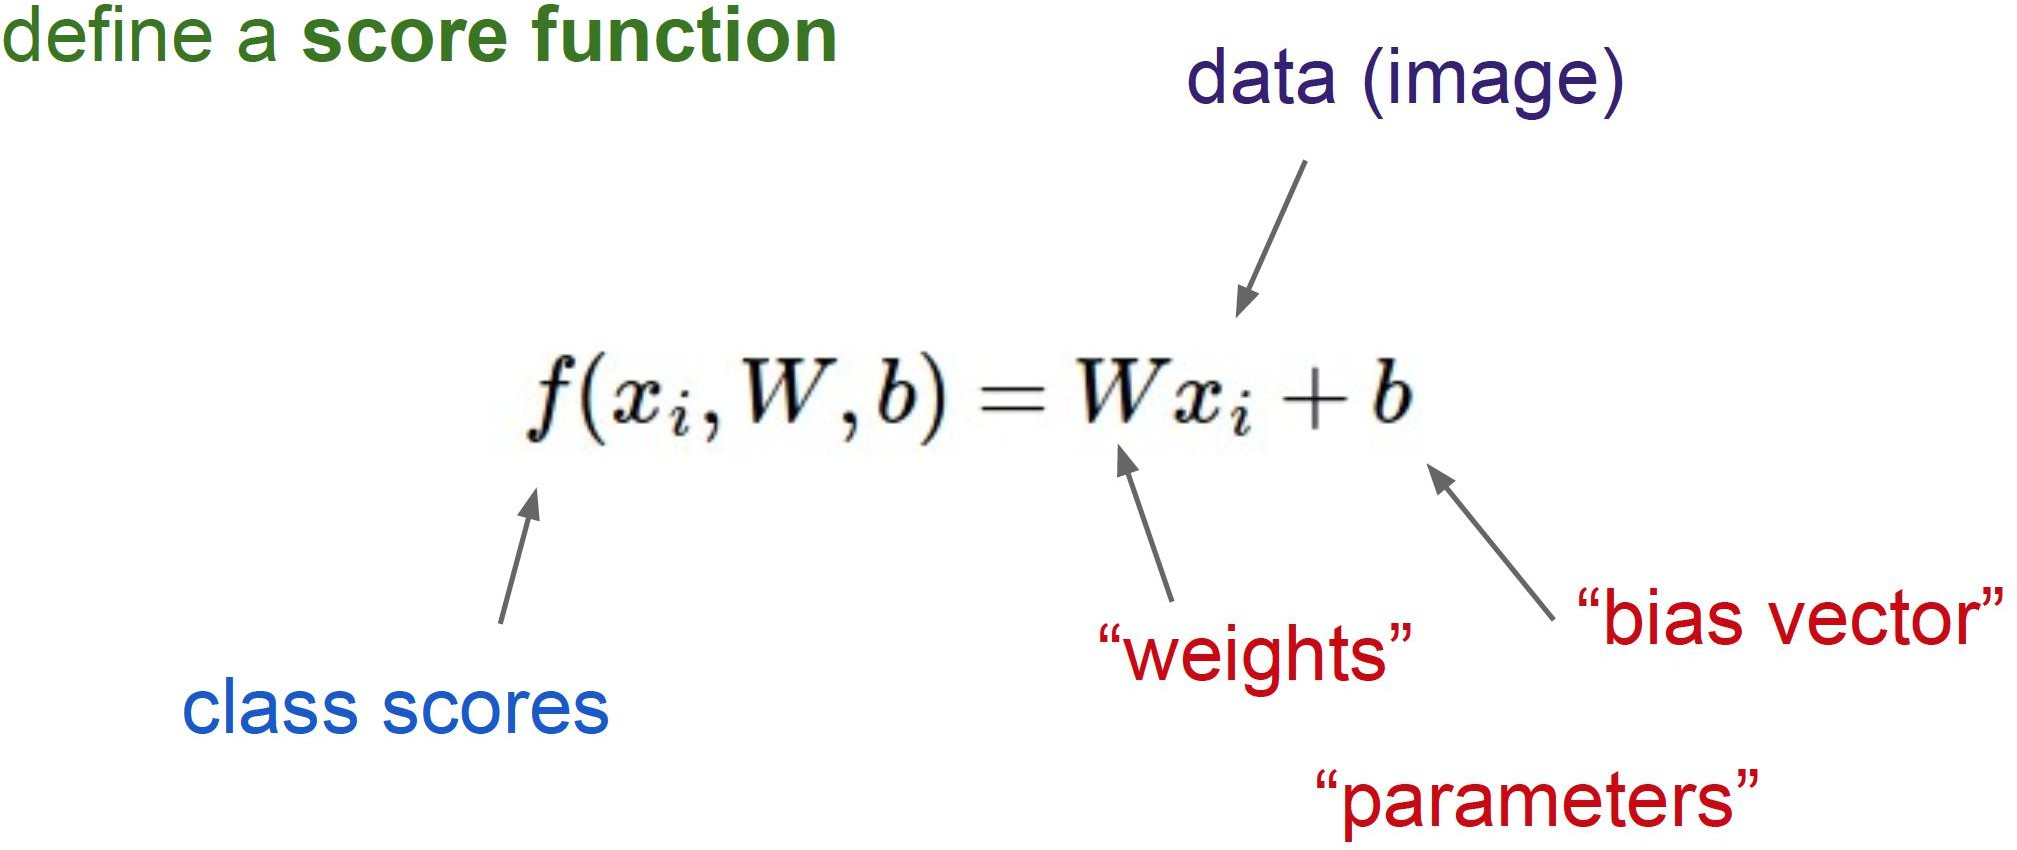 define a score function
data (image)
f(x_i, W, b) = Wx_i + b
“weights”
“bias vector”
class scores
“parameters”